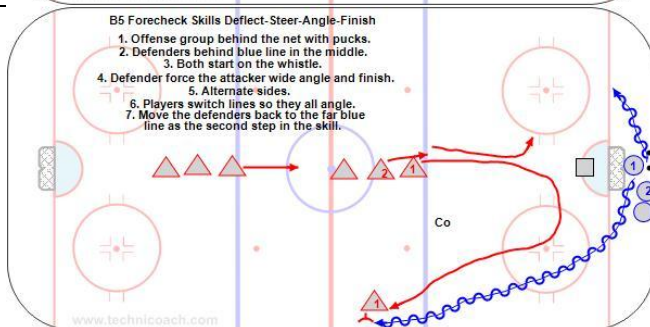 B5 Forecheck Skills Deflect-Steer-Angle-Finish
1. Offense group behind the net with pucks.
2. Defenders behind blue line in the middle.
3. Both start on the whistle.
4. Defender force the attacker wide angle and finish.
5. Alternate sides.
6. Players switch lines so they all angle.
7. Move the defenders back to the far blue
line as the second step in the skill.
2
1
1
2
Co
1
www.technicoach.com